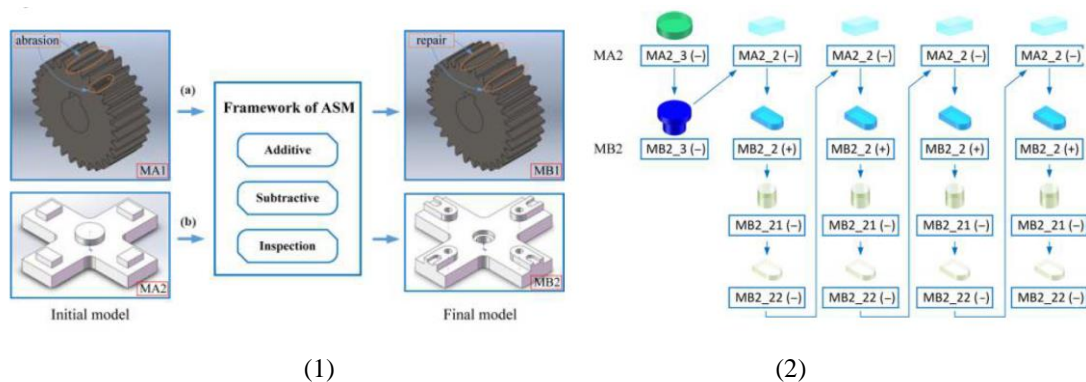 abrasion
MA1
(a)
Framework of ASM
Additive
Subtractive
Inspection
repair
MB1
(b)
MA2
MB2
Initial model
Final model
(1)
MA2
MA2_3 (−)
MA2_2 (−)
MA2_2 (−)
MA2_2 (−)
MA2_2 (−)
MB2
MB2_3 (−)
MB2_2 (+)
MB2_2 (+)
MB2_2 (+)
MB2_2 (+)
MB2_21 (−)
MB2_21 (−)
MB2_21 (−)
MB2_21 (−)
MB2_22 (−)
MB2_22 (−)
MB2_22 (−)
MB2_22 (−)
(2)